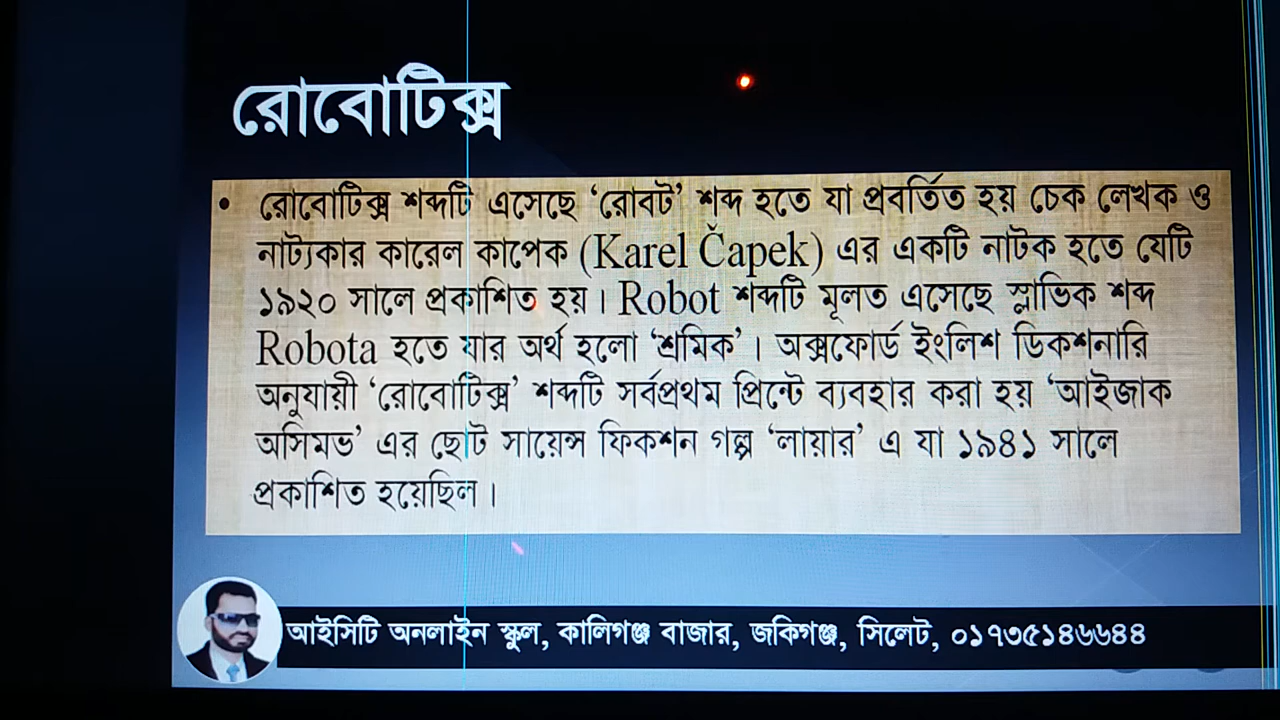 রোবোটিক্স
• রোবোটিক্স শব্দটি এসেছে ‘রোবট’ শব্দ হতে যা প্রবর্তিত হয় চেক লেখক ও
নাট্যকার কারেল কাপেক (Karel Čapek) এর একটি নাটক হতে যেটি
১৯২০ সালে প্রকাশিত হয়। Robot শব্দটি মূলত এসেছে স্লাভিক শব্দ
Robota হতে যার অর্থ হলো ‘শ্রমিক’। অক্সফোর্ড ইংলিশ ডিকশনারি
অনুযায়ী ‘রোবোটিক্স’ শব্দটি সর্বপ্রথম প্রিন্টে ব্যবহার করা হয় ‘আইজাক
অসিমভ’ এর ছোট সায়েন্স ফিকশন গল্প ‘লায়ার’ এ যা ১৯৪১ সালে
প্রকাশিত হয়েছিল।
আইসিটি অনলাইন স্কুল, কালিগঞ্জ বাজার, জকিগঞ্জ, সিলেট, ০১৭৩৫১৪৬৬৪৪